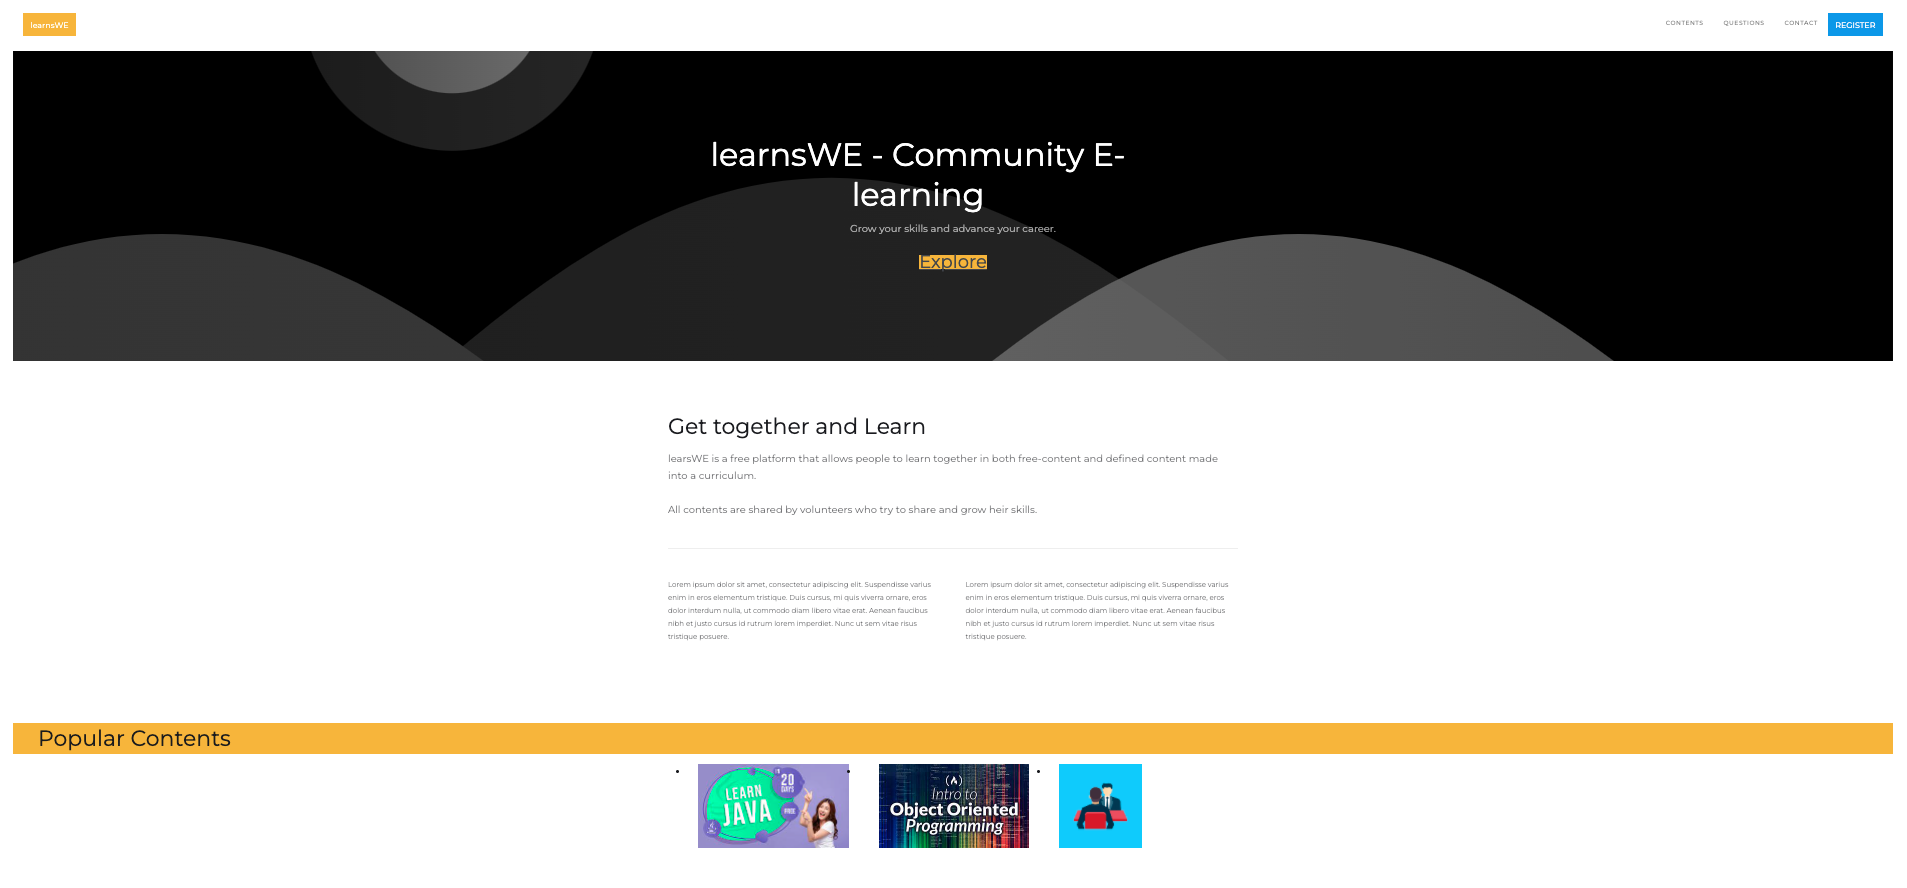 learnsWE
CONTENTS QUESTIONS CONTACT REGISTER
learnsWE - Community E-
learning
Grow your skills and advance your career.
Explore
Get together and Learn
learsWE is a free platform that allows people to learn together in both free-content and defined content made
into a curriculum.
All contents are shared by volunteers who try to share and grow heir skills.
Lorem ipsum dolor sit amet, consectetur adipiscing elit. Suspendisse varius
enim in eros elementum tristique. Duis cursus, mi quis viverra ornare, eros
dolor interdum nulla, ut commodo diam libero vitae erat. Aenean faucibus
nibh et justo cursus id rutrum lorem imperdiet. Nunc ut sem vitae risus
tristique posuere.
Lorem ipsum dolor sit amet, consectetur adipiscing elit. Suspendisse varius
enim in eros elementum tristique. Duis cursus, mi quis viverra ornare, eros
dolor interdum nulla, ut commodo diam libero vitae erat. Aenean faucibus
nibh et justo cursus id rutrum lorem imperdiet. Nunc ut sem vitae risus
tristique posuere.
Popular Contents
20
DAYS
LEARN
JAVA
FREE
Intro to
Object Oriented
Programming